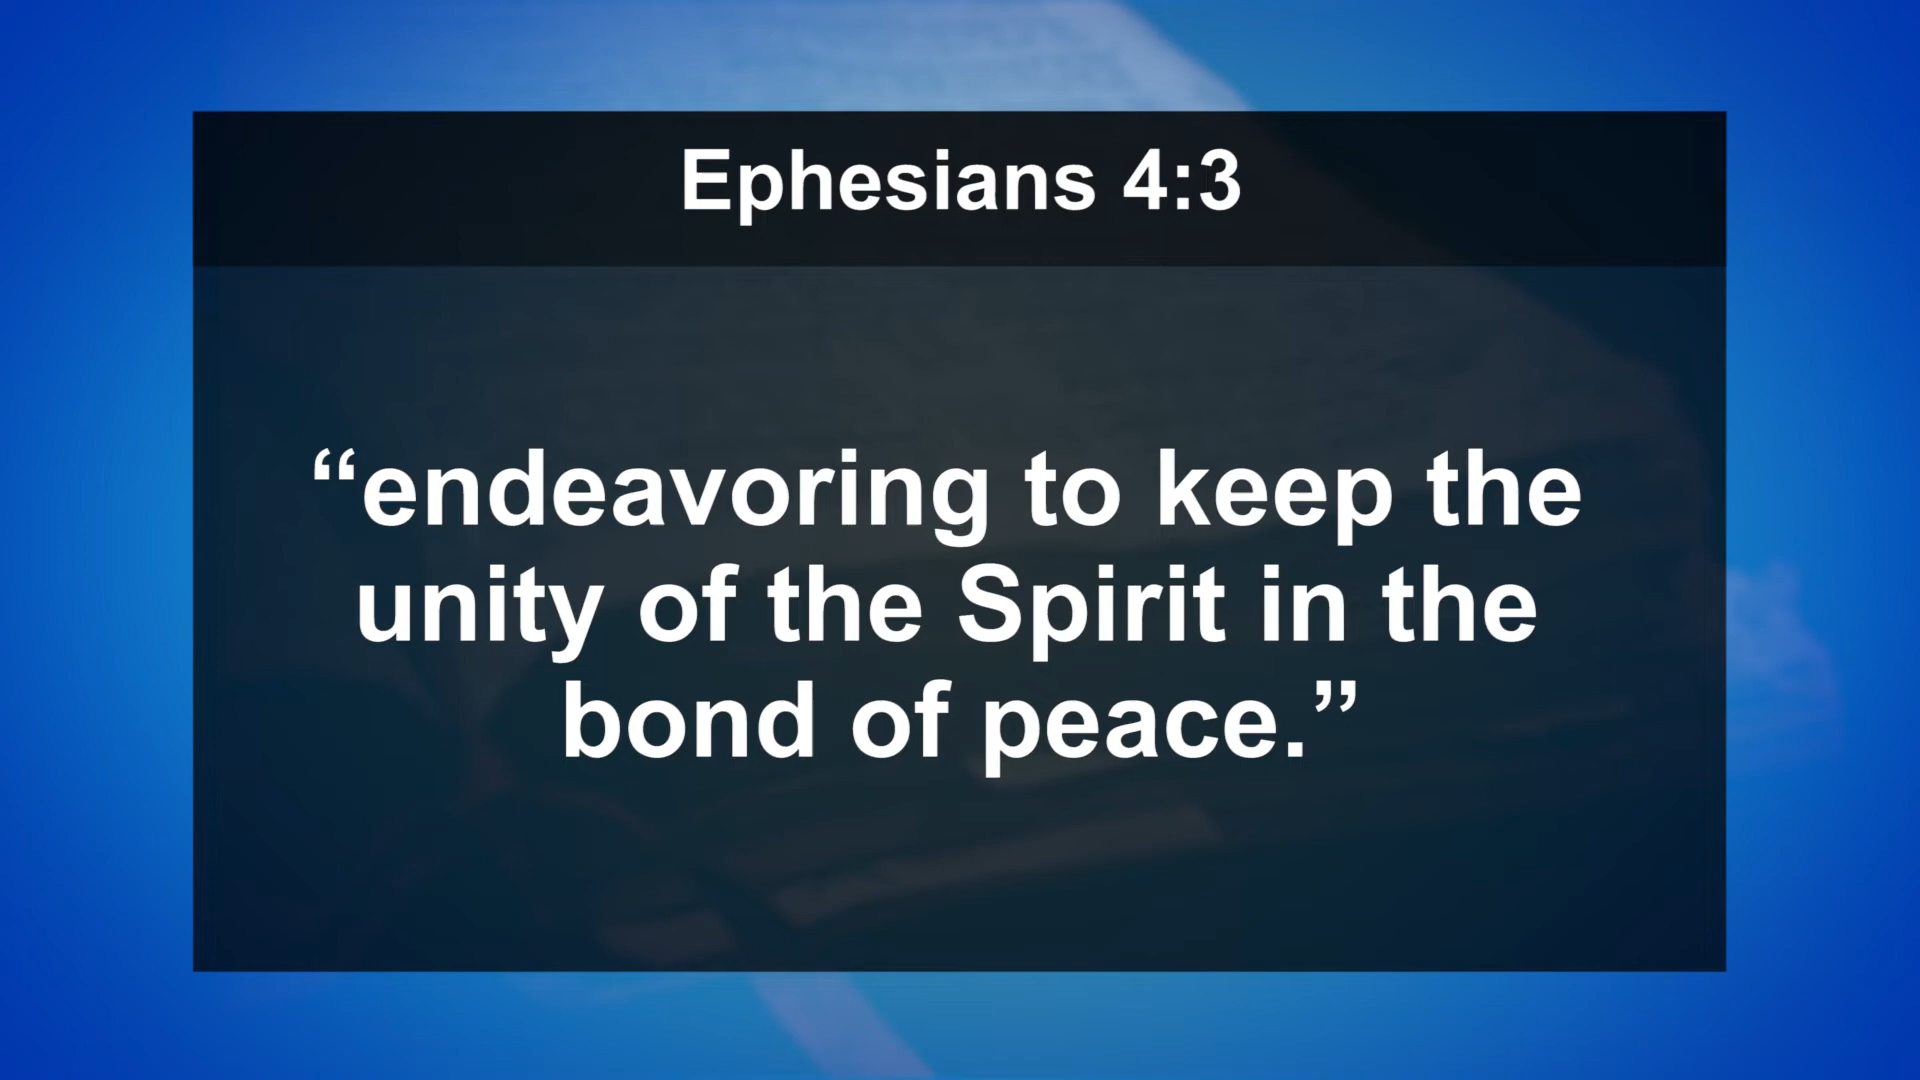 Ephesians 4:3
“endeavoring to keep the
unity of the Spirit in the
bond of peace.”